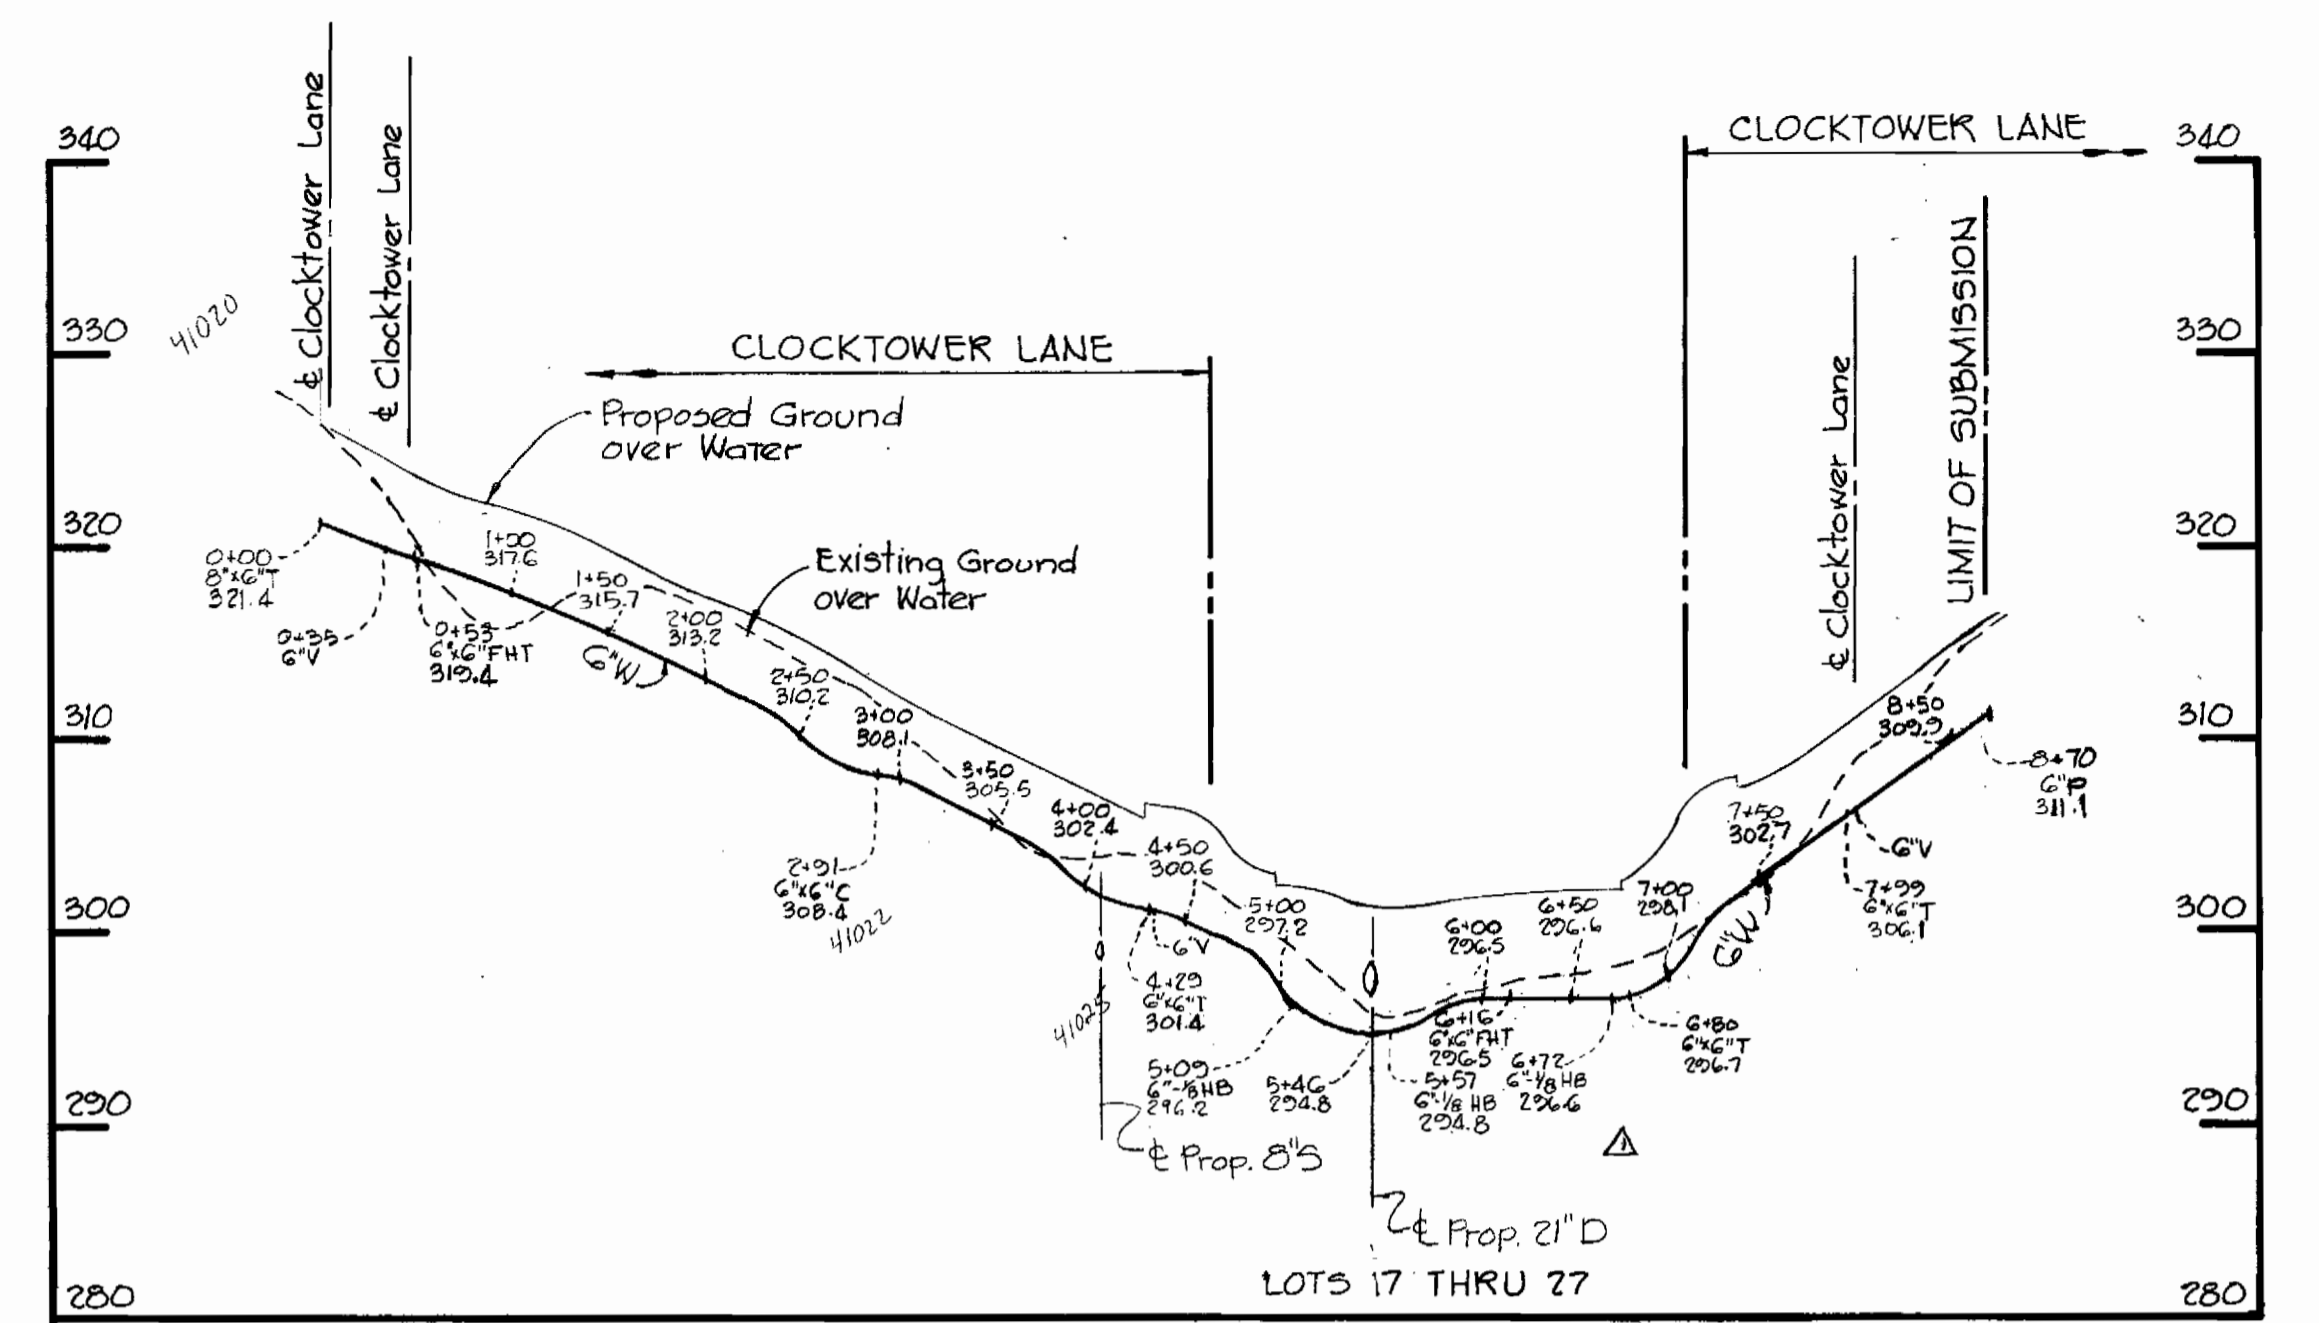 ℄ Clocktower Lane
℄ Clocktower Lane
340
330
320
310
300
290
280
41020
CLOCKTOWER LANE
Proposed Ground
over Water
Existing Ground
over Water
0+00
8"x6"T
321.4
0+35
6"V
0+53
6"x6"FHT
319.4
1+00
317.6
1+50
315.7
6"W
2+00
313.2
2+50
310.2
2+91
6"x6"C
308.4
41022
3+00
308.1
3+50
305.5
4+00
302.4
41025
℄ Prop. 8"S
4+29
6"x6"T
301.4
6"V
4+50
300.6
5+00
297.2
5+09
6"-1/8HB
296.2
5+46
294.8
℄ Prop. 21"D
5+57
6"-1/8 HB
294.8
6+00
296.5
6+16
6"x6"FHT
296.5
6+50
296.6
6+72
6"-1/8 HB
296.6
6+80
6"x6"T
296.7
7+00
298.1
6"W
7+50
302.7
7+99
6"x6"T
306.1
6"V
8+50
309.9
8+70
6"P
311.1
1
LOTS 17 THRU 27
CLOCKTOWER LANE
℄ Clocktower Lane
LIMIT OF SUBMISSION
340
330
320
310
300
290
280